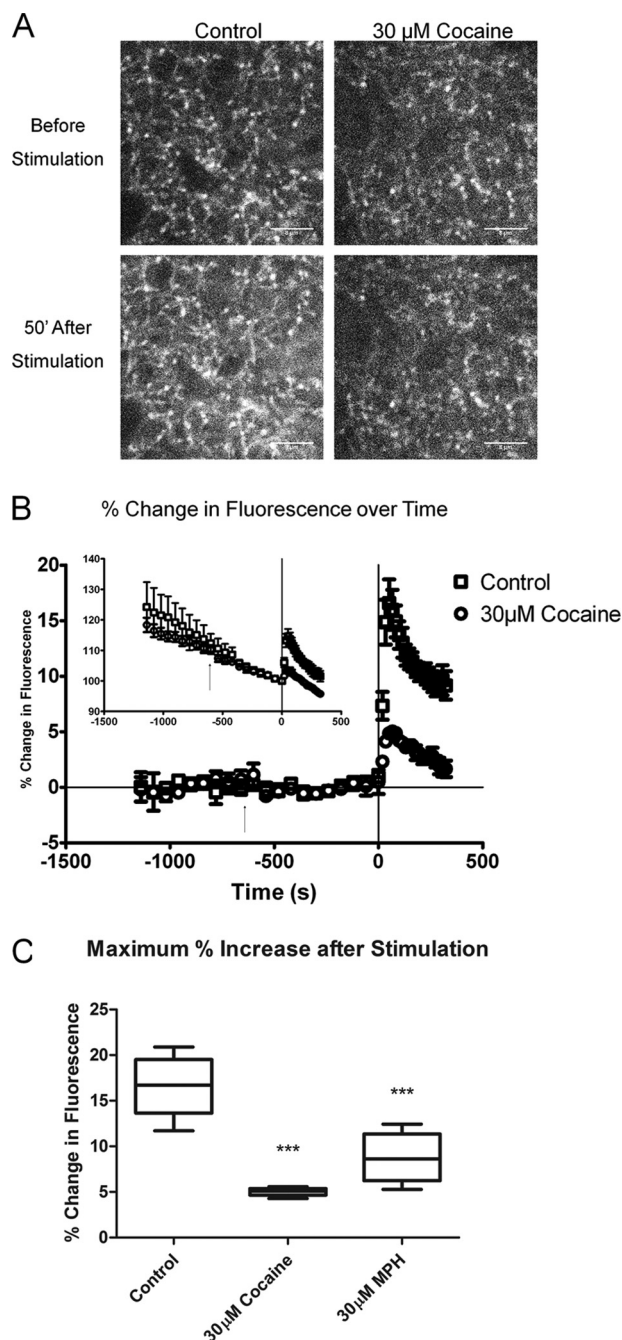 A
Control
30 µM Cocaine
Before
Stimulation
50' After
Stimulation
B
% Change in Fluorescence over Time
% Change in Fluorescence
20
15
10
5
0
-5
-1500
-1000
-500
0
500
Time (s)
% Change in Fluorescence
140
130
120
110
100
90
-1500
-1000
-500
0
500
Control
30µM Cocaine
C
Maximum % Increase after Stimulation
% Change in Fluorescence
25
20
15
10
5
0
***
***
Control
30µM Cocaine
30µM MPH